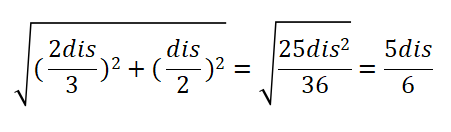 √((2dis/3)² + (dis/2)²) = √(25dis²/36) = 5dis/6